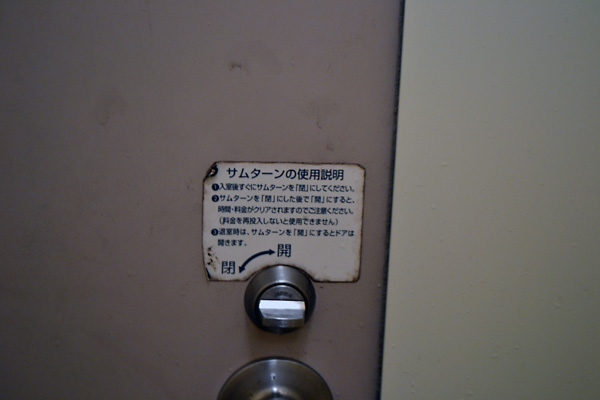 サムターンの使用説明
❶入室後すぐにサムターンを「閉」にしてください。
❷サムターンを「閉」にした後で「開」にすると、
時間・料金がクリアされますのでご注意ください。
（料金を再投入しないと使用できません）
❸退室時は、サムターンを「開」にするとドアは
開きます。
開
閉